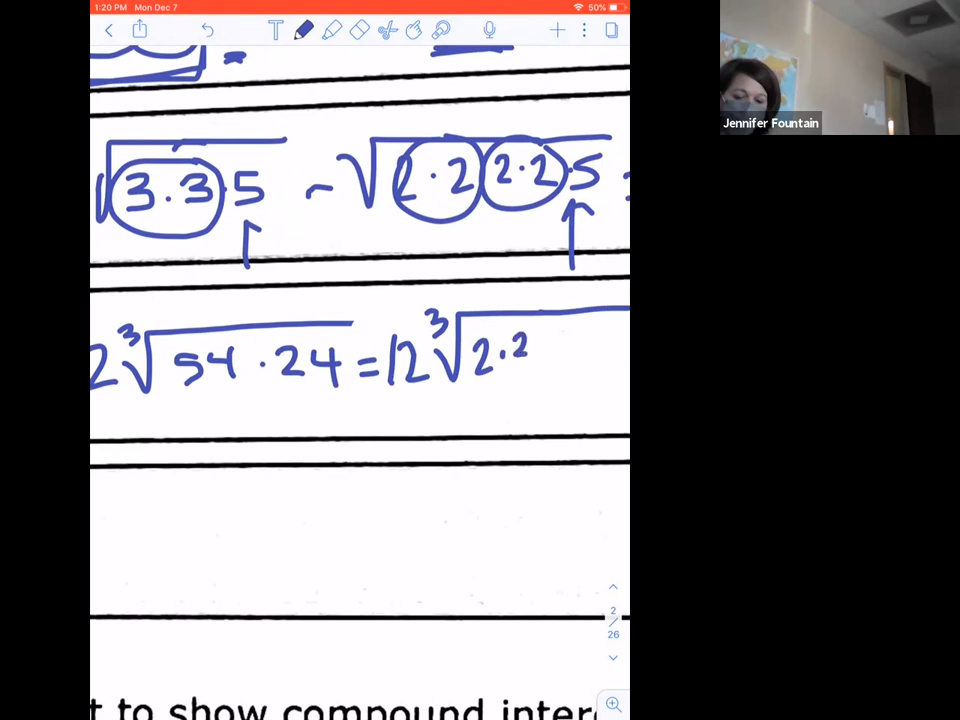 1:20 PM Mon Dec 7
50%
Jennifer Fountain
√3·3·5 - √2·2·2·2·5 =
2∛54·24 = 12∛2·2
2
/
26
t to show compound inter